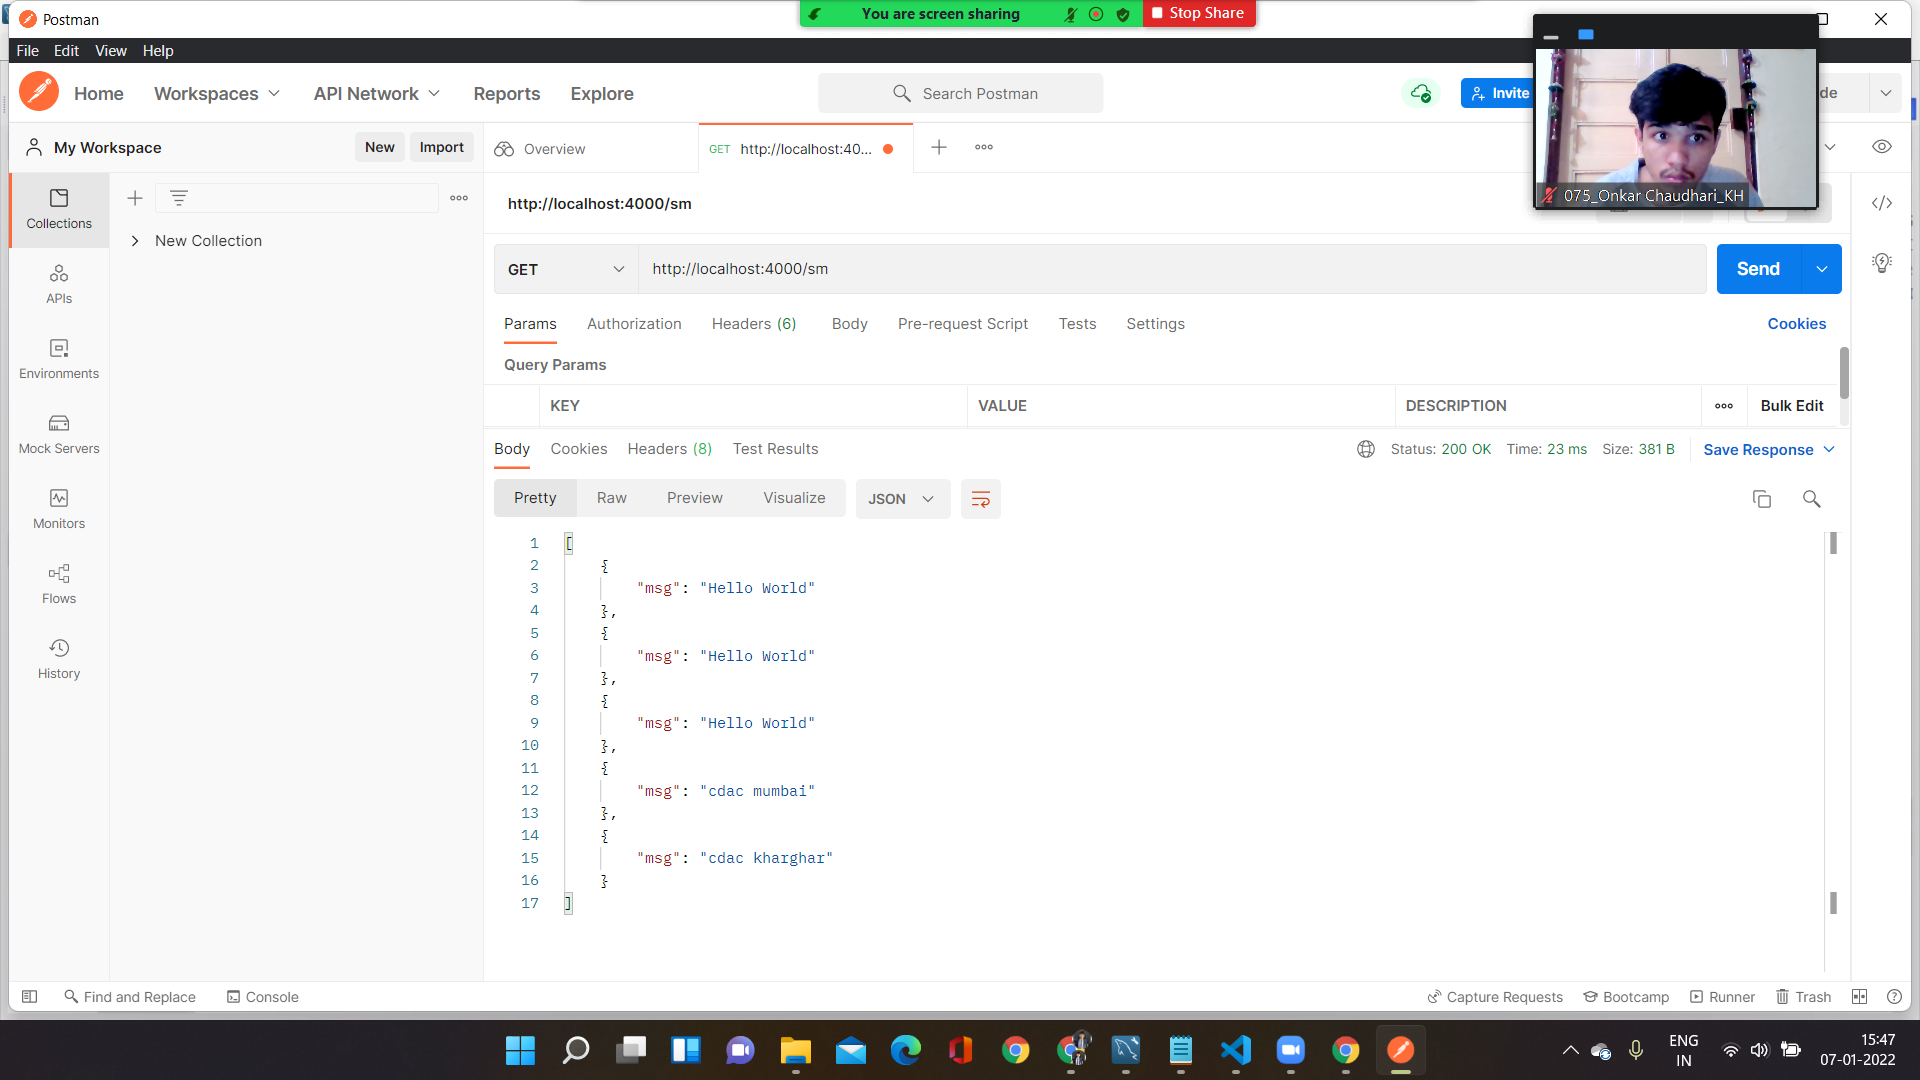 Postman
You are screen sharing
Stop Share
File Edit View Help
Home Workspaces API Network Reports Explore
Search Postman
Invite
de
My Workspace
New Import
Overview
GET http://localhost:40...
075_Onkar Chaudhari_KH
Collections
New Collection
APIs
Environments
Mock Servers
Monitors
Flows
History
http://localhost:4000/sm
GET http://localhost:4000/sm
Send
Params Authorization Headers (6) Body Pre-request Script Tests Settings Cookies
Query Params
KEY VALUE DESCRIPTION Bulk Edit
Body Cookies Headers (8) Test Results Status: 200 OK Time: 23 ms Size: 381 B Save Response
Pretty Raw Preview Visualize JSON
1 [
2 {
3 "msg": "Hello World"
4 },
5 {
6 "msg": "Hello World"
7 },
8 {
9 "msg": "Hello World"
10 },
11 {
12 "msg": "cdac mumbai"
13 },
14 {
15 "msg": "cdac kharghar"
16 }
17 ]
Find and Replace Console
Capture Requests Bootcamp Runner Trash
ENG
IN
15:47
07-01-2022